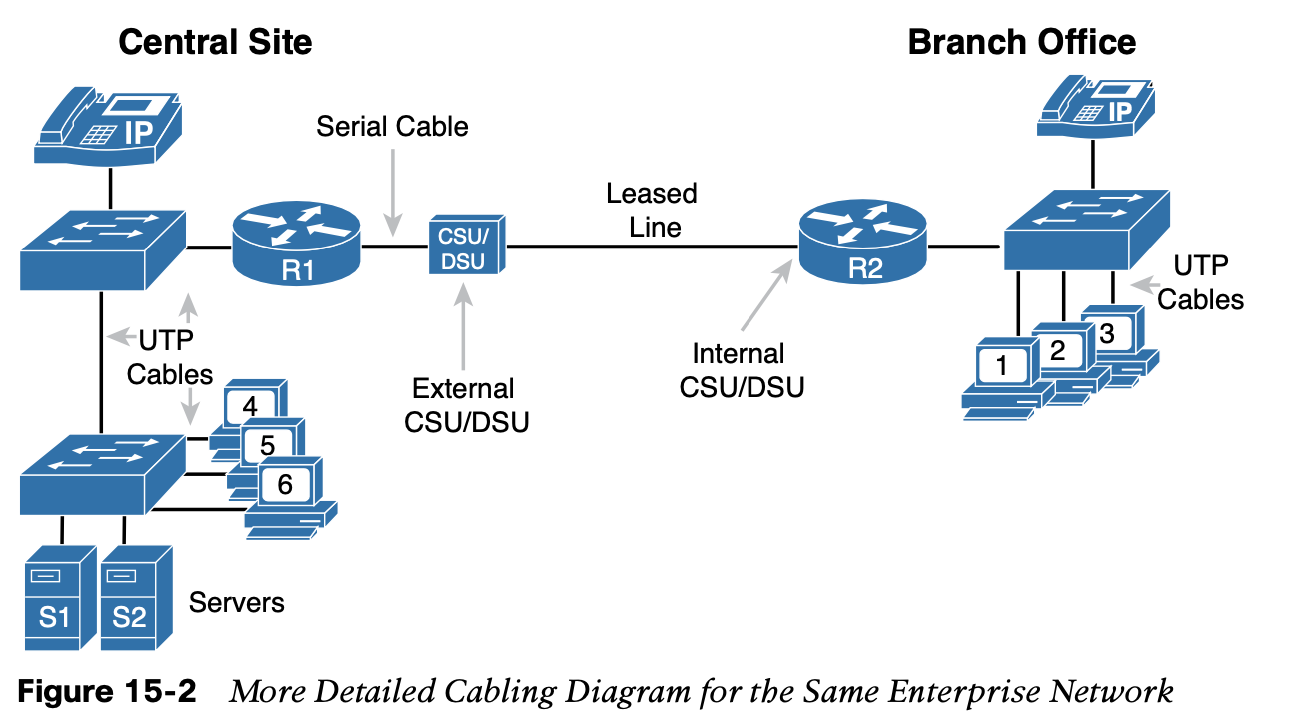 Central Site
Branch Office
IP
IP
Serial Cable
Leased
Line
R1
CSU/
DSU
R2
UTP
Cables
UTP
Cables
External
CSU/DSU
Internal
CSU/DSU
1
2
3
4
5
6
S1
S2
Servers
Figure 15-2 More Detailed Cabling Diagram for the Same Enterprise Network